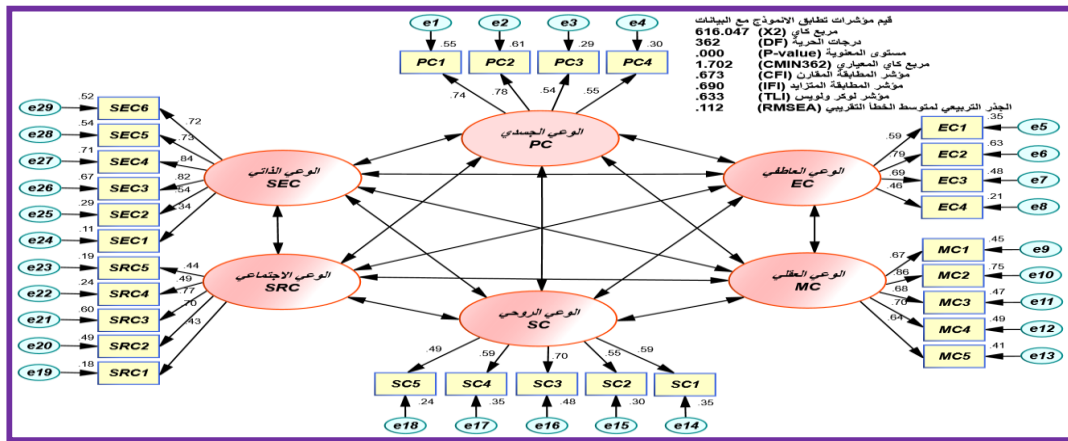 e1 e2 e3 e4
.55 .61 .29 .30
PC1 PC2 PC3 PC4
.74 .78 .54 .55
قيم مؤشرات تطابق الانموذج مع البيانات
مربع كاي (X2) 616.047
درجات الحرية (DF) 362
مستوى المعنوية (P-value) .000
مربع كاي المعياري (CMIN362) 1.702
مؤشر المطابقة المقارن (CFI) .673
مؤشر المطابقة المتزايد (IFI) .690
مؤشر لوكر ولويس (TLI) .633
الجذر التربيعي لمتوسط الخطأ التقريبي (RMSEA) .112
الوعي الجسدي
PC
e29 .52 SEC6 .72
e28 .54 SEC5 .73
e27 .71 SEC4 .84
e26 .67 SEC3 .82
e25 .29 SEC2 .54
e24 .11 SEC1 .34
الوعي الذاتي
SEC
الوعي العاطفي
EC
.59 EC1 .35 e5
.79 EC2 .63 e6
.69 EC3 .48 e7
.46 EC4 .21 e8
e23 .19 SRC5 .44
e22 .24 SRC4 .49
e21 .60 SRC3 .77
e20 .49 SRC2 .70
e19 .18 SRC1 .43
الوعي الاجتماعي
SRC
الوعي العقلي
MC
.67 MC1 .45 e9
.86 MC2 .75 e10
.68 MC3 .47 e11
.70 MC4 .49 e12
.64 MC5 .41 e13
الوعي الروحي
SC
.49 .59 .70 .55 .59
SC5 SC4 SC3 SC2 SC1
.24 .35 .48 .30 .35
e18 e17 e16 e15 e14